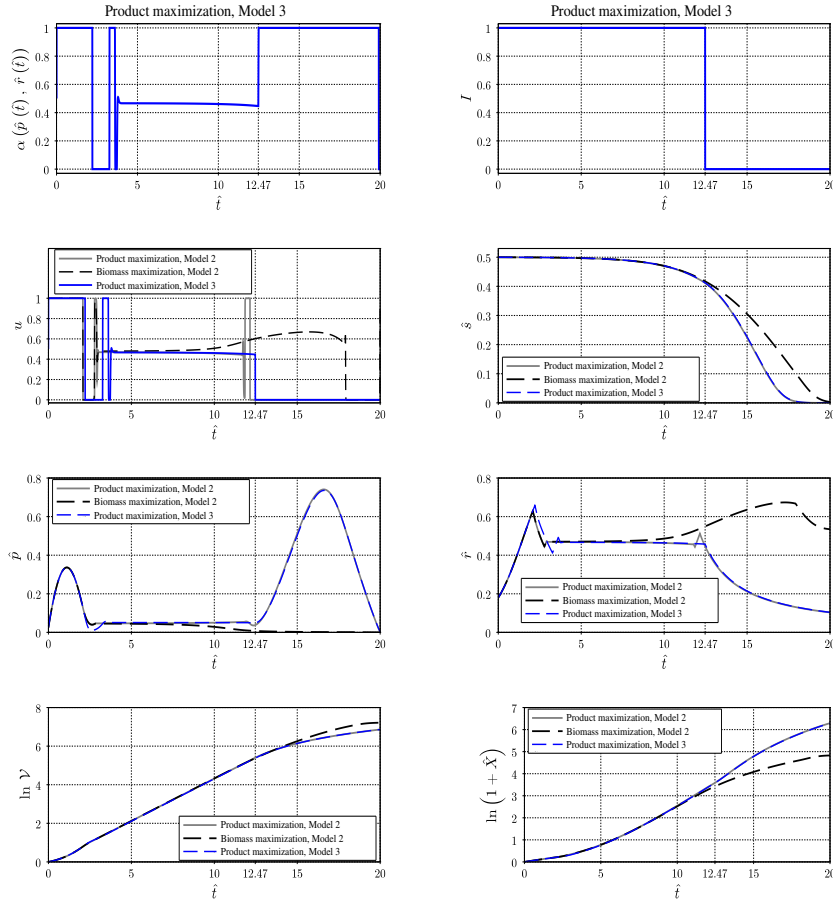 Product maximization, Model 3
1
0.8
0.6
0.4
0.2
0
α (p̂ (t̂) , r̂ (t̂))
0 5 10 12.47 15 20
t̂
Product maximization, Model 3
1
0.8
0.6
0.4
0.2
0
I
0 5 10 12.47 15 20
t̂
Product maximization, Model 2
Biomass maximization, Model 2
Product maximization, Model 3
1
0.8
0.6
0.4
0.2
0
u
0 5 10 12.47 15 20
t̂
0.5
0.4
0.3
0.2
0.1
0
ŝ
Product maximization, Model 2
Biomass maximization, Model 2
Product maximization, Model 3
0 5 10 12.47 15 20
t̂
0.8
0.6
0.4
0.2
0
p̂
Product maximization, Model 2
Biomass maximization, Model 2
Product maximization, Model 3
0 5 10 12.47 15 20
t̂
0.8
0.6
0.4
0.2
0
r̂
Product maximization, Model 2
Biomass maximization, Model 2
Product maximization, Model 3
0 5 10 12.47 15 20
t̂
8
6
4
2
0
ln 𝒱
Product maximization, Model 2
Biomass maximization, Model 2
Product maximization, Model 3
0 5 10 12.47 15 20
t̂
7
6
5
4
3
2
1
0
ln (1 + X̂)
Product maximization, Model 2
Biomass maximization, Model 2
Product maximization, Model 3
0 5 10 12.47 15 20
t̂